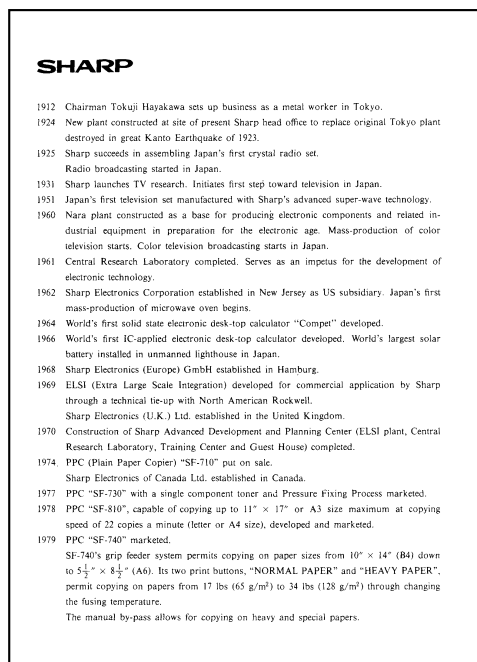 SHARP
1912 Chairman Tokuji Hayakawa sets up business as a metal worker in Tokyo.
1924 New plant constructed at site of present Sharp head office to replace original Tokyo plant
destroyed in great Kanto Earthquake of 1923.
1925 Sharp succeeds in assembling Japan's first crystal radio set.
Radio broadcasting started in Japan.
1931 Sharp launches TV research. Initiates first step toward television in Japan.
1951 Japan's first television set manufactured with Sharp's advanced super-wave technology.
1960 Nara plant constructed as a base for producing electronic components and related in-
dustrial equipment in preparation for the electronic age. Mass-production of color
television starts. Color television broadcasting starts in Japan.
1961 Central Research Laboratory completed. Serves as an impetus for the development of
electronic technology.
1962 Sharp Electronics Corporation established in New Jersey as US subsidiary. Japan's first
mass-production of microwave oven begins.
1964 World's first solid state electronic desk-top calculator "Compet" developed.
1966 World's first IC-applied electronic desk-top calculator developed. World's largest solar
battery installed in unmanned lighthouse in Japan.
1968 Sharp Electronics (Europe) GmbH established in Hamburg.
1969 ELSI (Extra Large Scale Integration) developed for commercial application by Sharp
through a technical tie-up with North American Rockwell.
Sharp Electronics (U.K.) Ltd. established in the United Kingdom.
1970 Construction of Sharp Advanced Development and Planning Center (ELSI plant, Central
Research Laboratory, Training Center and Guest House) completed.
1974 PPC (Plain Paper Copier) "SF-710" put on sale.
Sharp Electronics of Canada Ltd. established in Canada.
1977 PPC "SF-730" with a single component toner and Pressure Fixing Process marketed.
1978 PPC "SF-810", capable of copying up to 11" × 17" or A3 size maximum at copying
speed of 22 copies a minute (letter or A4 size), developed and marketed.
1979 PPC "SF-740" marketed.
SF-740's grip feeder system permits copying on paper sizes from 10" × 14" (B4) down
to 5 1/2" × 8 1/2" (A6). Its two print buttons, "NORMAL PAPER" and "HEAVY PAPER",
permit copying on papers from 17 lbs (65 g/m²) to 34 lbs (128 g/m²) through changing
the fusing temperature.
The manual by-pass allows for copying on heavy and special papers.